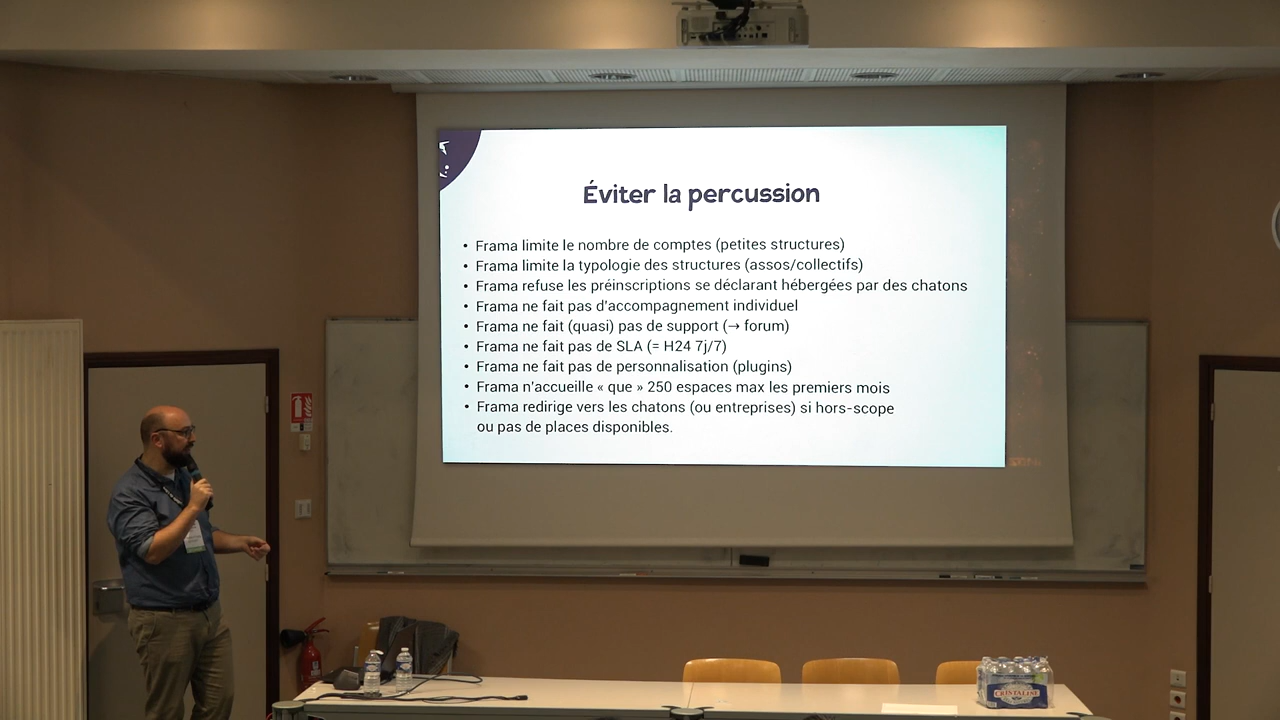 Éviter la percussion
• Frama limite le nombre de comptes (petites structures)
• Frama limite la typologie des structures (assos/collectifs)
• Frama refuse les préinscriptions se déclarant hébergées par des chatons
• Frama ne fait pas d'accompagnement individuel
• Frama ne fait (quasi) pas de support (→ forum)
• Frama ne fait pas de SLA (= H24 7j/7)
• Frama ne fait pas de personnalisation (plugins)
• Frama n'accueille « que » 250 espaces max les premiers mois
• Frama redirige vers les chatons (ou entreprises) si hors-scope
ou pas de places disponibles.
CRISTALINE